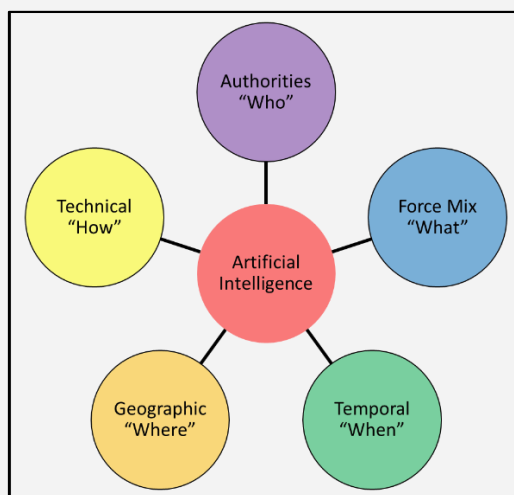 Authorities
“Who”
Technical
“How”
Force Mix
“What”
Artificial
Intelligence
Geographic
“Where”
Temporal
“When”